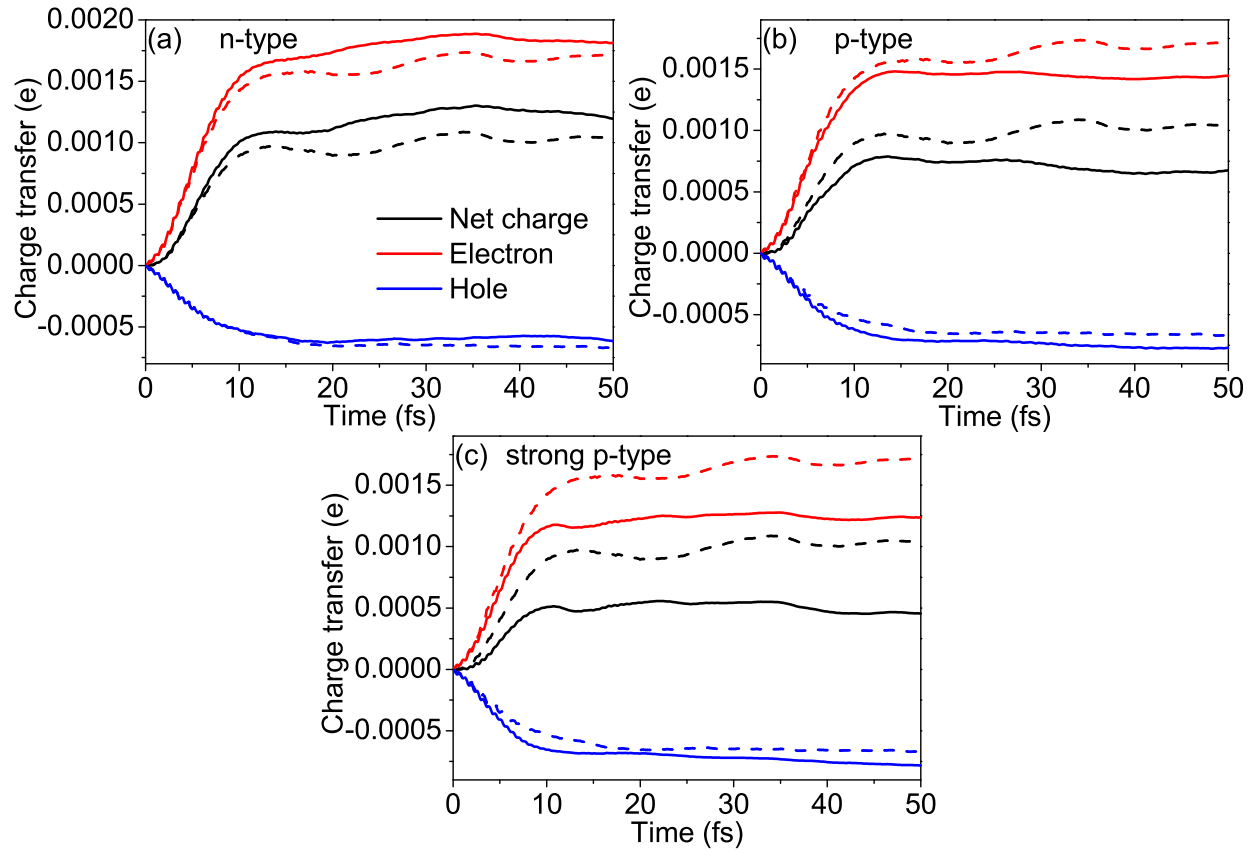 (a) n-type
0.0020
0.0015
0.0010
0.0005
0.0000
-0.0005
Charge transfer (e)
Net charge
Electron
Hole
0 10 20 30 40 50
Time (fs)
(b) p-type
0.0015
0.0010
0.0005
0.0000
-0.0005
Charge transfer (e)
0 10 20 30 40 50
Time (fs)
(c) strong p-type
0.0015
0.0010
0.0005
0.0000
-0.0005
Charge transfer (e)
0 10 20 30 40 50
Time (fs)